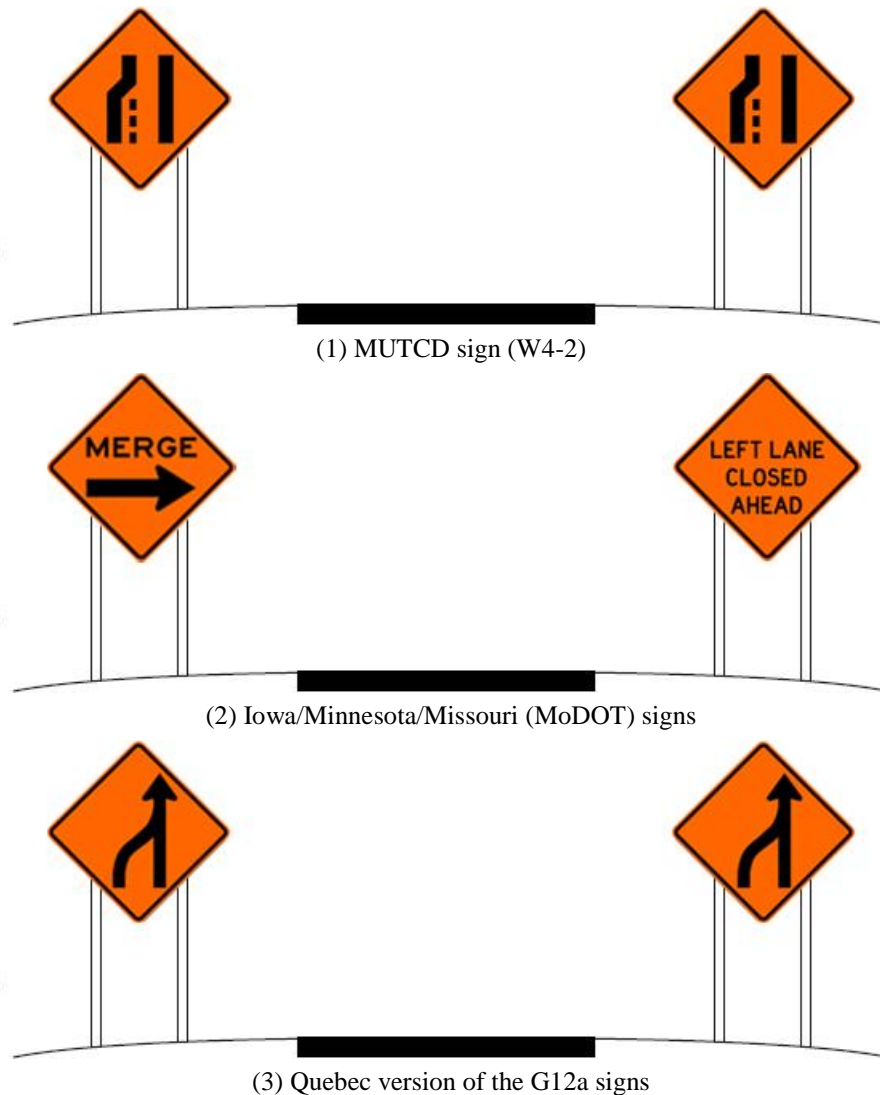 (1) MUTCD sign (W4-2)
MERGE
LEFT LANE
CLOSED
AHEAD
(2) Iowa/Minnesota/Missouri (MoDOT) signs
(3) Quebec version of the G12a signs